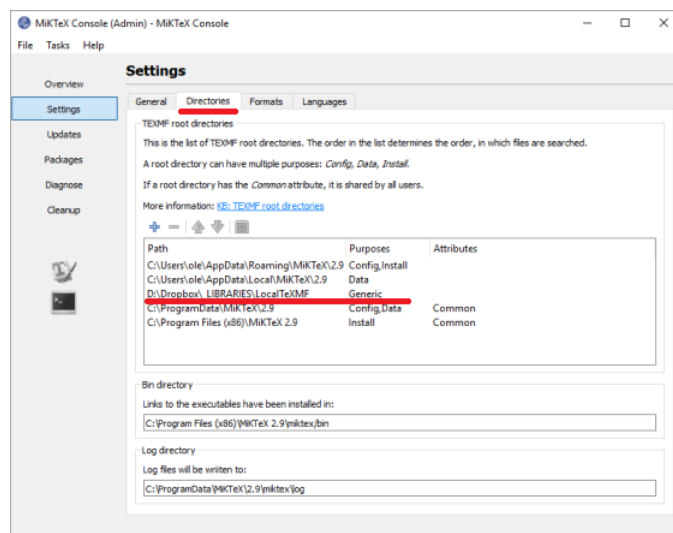 MiKTeX Console (Admin) - MiKTeX Console
File Tasks Help
Overview
Settings
Updates
Packages
Diagnose
Cleanup
Settings
General Directories Formats Languages
TEXMF root directories
This is the list of TEXMF root directories. The order in the list determines the order, in which files are searched.
A root directory can have multiple purposes: Config, Data, Install.
If a root directory has the Common attribute, it is shared by all users.
More information: KB: TEXMF root directories
Path Purposes Attributes
C:\Users\ole\AppData\Roaming\MiKTeX\2.9 Config,Install
C:\Users\ole\AppData\Local\MiKTeX\2.9 Data
D:\Dropbox\_LIBRARIES\LocalTeXMF Generic
C:\ProgramData\MiKTeX\2.9 Config,Data Common
C:\Program Files (x86)\MiKTeX 2.9 Install Common
Bin directory
Links to the executables have been installed in:
C:\Program Files (x86)\MiKTeX 2.9\miktex/bin
Log directory
Log files will be wriiten to:
C:\ProgramData\MiKTeX\2.9\miktex\log